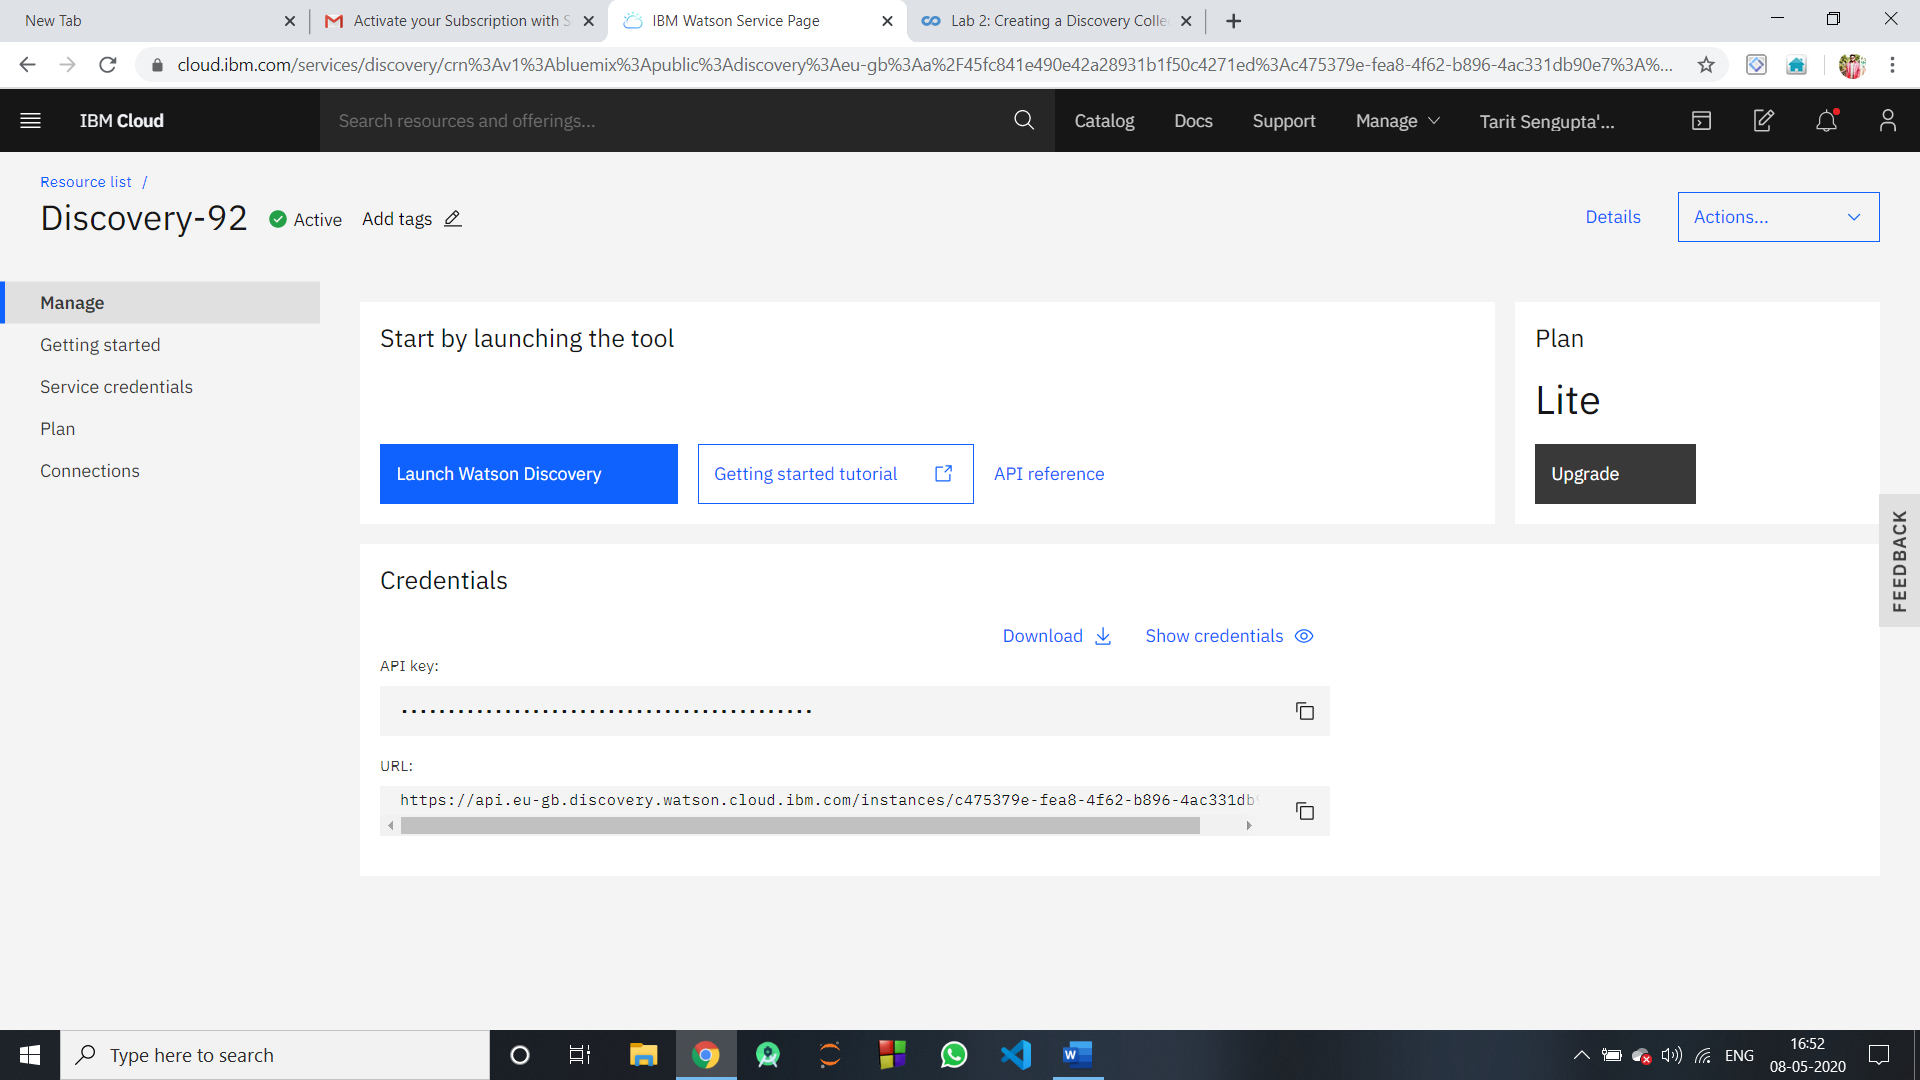 New Tab
Activate your Subscription with S
IBM Watson Service Page
Lab 2: Creating a Discovery Colle
cloud.ibm.com/services/discovery/crn%3Av1%3Abluemix%3Apublic%3Adiscovery%3Aeu-gb%3Aa%2F45fc841e490e42a28931b1f50c4271ed%3Ac475379e-fea8-4f62-b896-4ac331db90e7%3A%...
IBM Cloud
Search resources and offerings...
Catalog
Docs
Support
Manage
Tarit Sengupta'...
Resource list /
Discovery-92
Active
Add tags
Details
Actions...
Manage
Getting started
Service credentials
Plan
Connections
Start by launching the tool
Launch Watson Discovery
Getting started tutorial
API reference
Plan
Lite
Upgrade
FEEDBACK
Credentials
Download
Show credentials
API key:
URL:
https://api.eu-gb.discovery.watson.cloud.ibm.com/instances/c475379e-fea8-4f62-b896-4ac331db9
Type here to search
W
ENG
16:52
08-05-2020